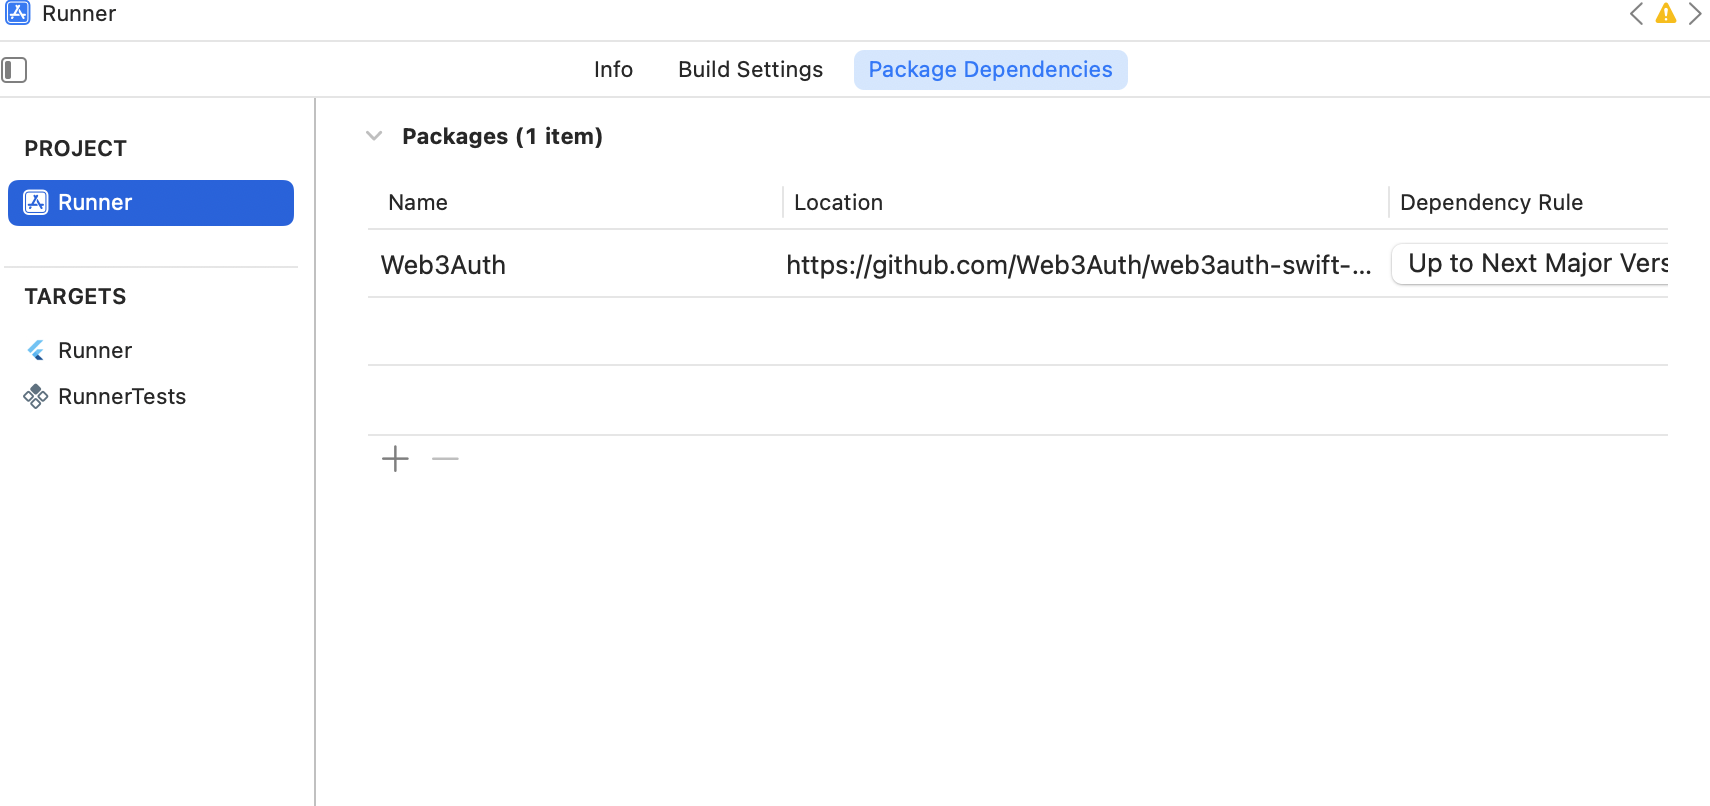 Runner
Info
Build Settings
Package Dependencies
PROJECT
Runner
TARGETS
Runner
RunnerTests
Packages (1 item)
Name
Location
Dependency Rule
Web3Auth
https://github.com/Web3Auth/web3auth-swift-...
Up to Next Major Vers